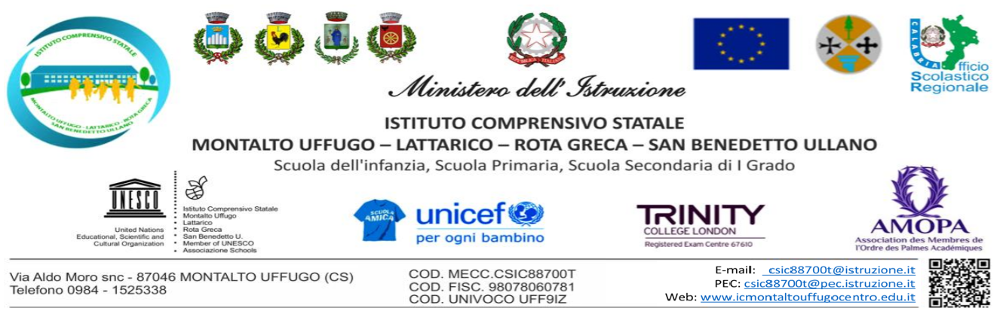 ISTITUTO COMPRENSIVO STATALE
MONTALTO UFFUGO - LATTARICO - ROTA GRECA
SAN BENEDETTO ULLANO
REPUBBLICA ITALIANA
CALABRIA
Ufficio
Scolastico
Regionale
Ministero dell' Istruzione
ISTITUTO COMPRENSIVO STATALE
MONTALTO UFFUGO – LATTARICO – ROTA GRECA – SAN BENEDETTO ULLANO
Scuola dell'infanzia, Scuola Primaria, Scuola Secondaria di I Grado
UNESCO
United Nations
Educational, Scientific and
Cultural Organization
Istituto Comprensivo Statale
Montalto Uffugo
Lattarico
Rota Greca
San Benedetto U.
Member of UNESCO
Associazione Schools
SCUOLA
AMICA
unicef
per ogni bambino
TRINITY
COLLEGE LONDON
Registered Exam Centre 67610
AMOPA
Association des Membres de
l'Ordre des Palmes Académiques
Via Aldo Moro snc - 87046 MONTALTO UFFUGO (CS)
Telefono 0984 - 1525338
COD. MECC.CSIC88700T
COD. FISC. 98078060781
COD. UNIVOCO UFF9IZ
E-mail: csic88700t@istruzione.it
PEC: csic88700t@pec.istruzione.it
Web: www.icmontaltouffugocentro.edu.it